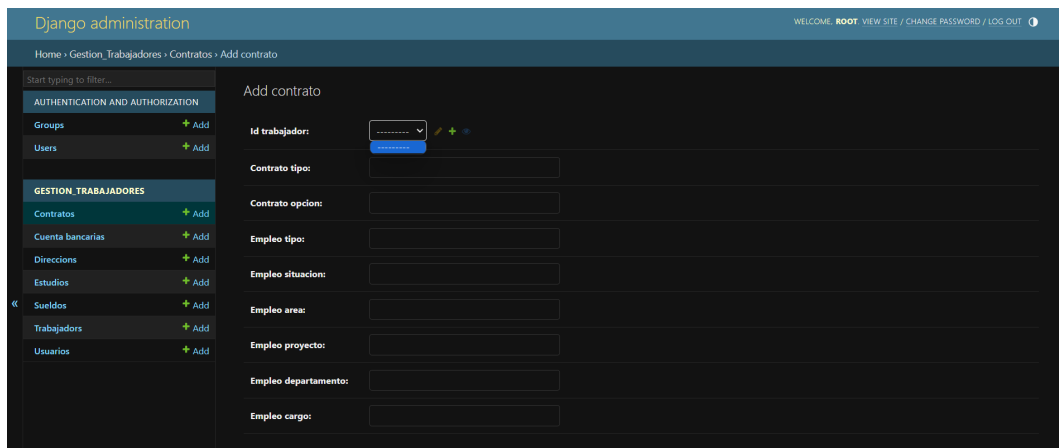 Django administration
WELCOME, ROOT. VIEW SITE / CHANGE PASSWORD / LOG OUT
Home › Gestion_Trabajadores › Contratos › Add contrato
Start typing to filter...
AUTHENTICATION AND AUTHORIZATION
Groups + Add
Users + Add
GESTION_TRABAJADORES
Contratos + Add
Cuenta bancarias + Add
Direccions + Add
Estudios + Add
« Sueldos + Add
Trabajadors + Add
Usuarios + Add
Add contrato
Id trabajador: ---------
---------
Contrato tipo:
Contrato opcion:
Empleo tipo:
Empleo situacion:
Empleo area:
Empleo proyecto:
Empleo departamento:
Empleo cargo: